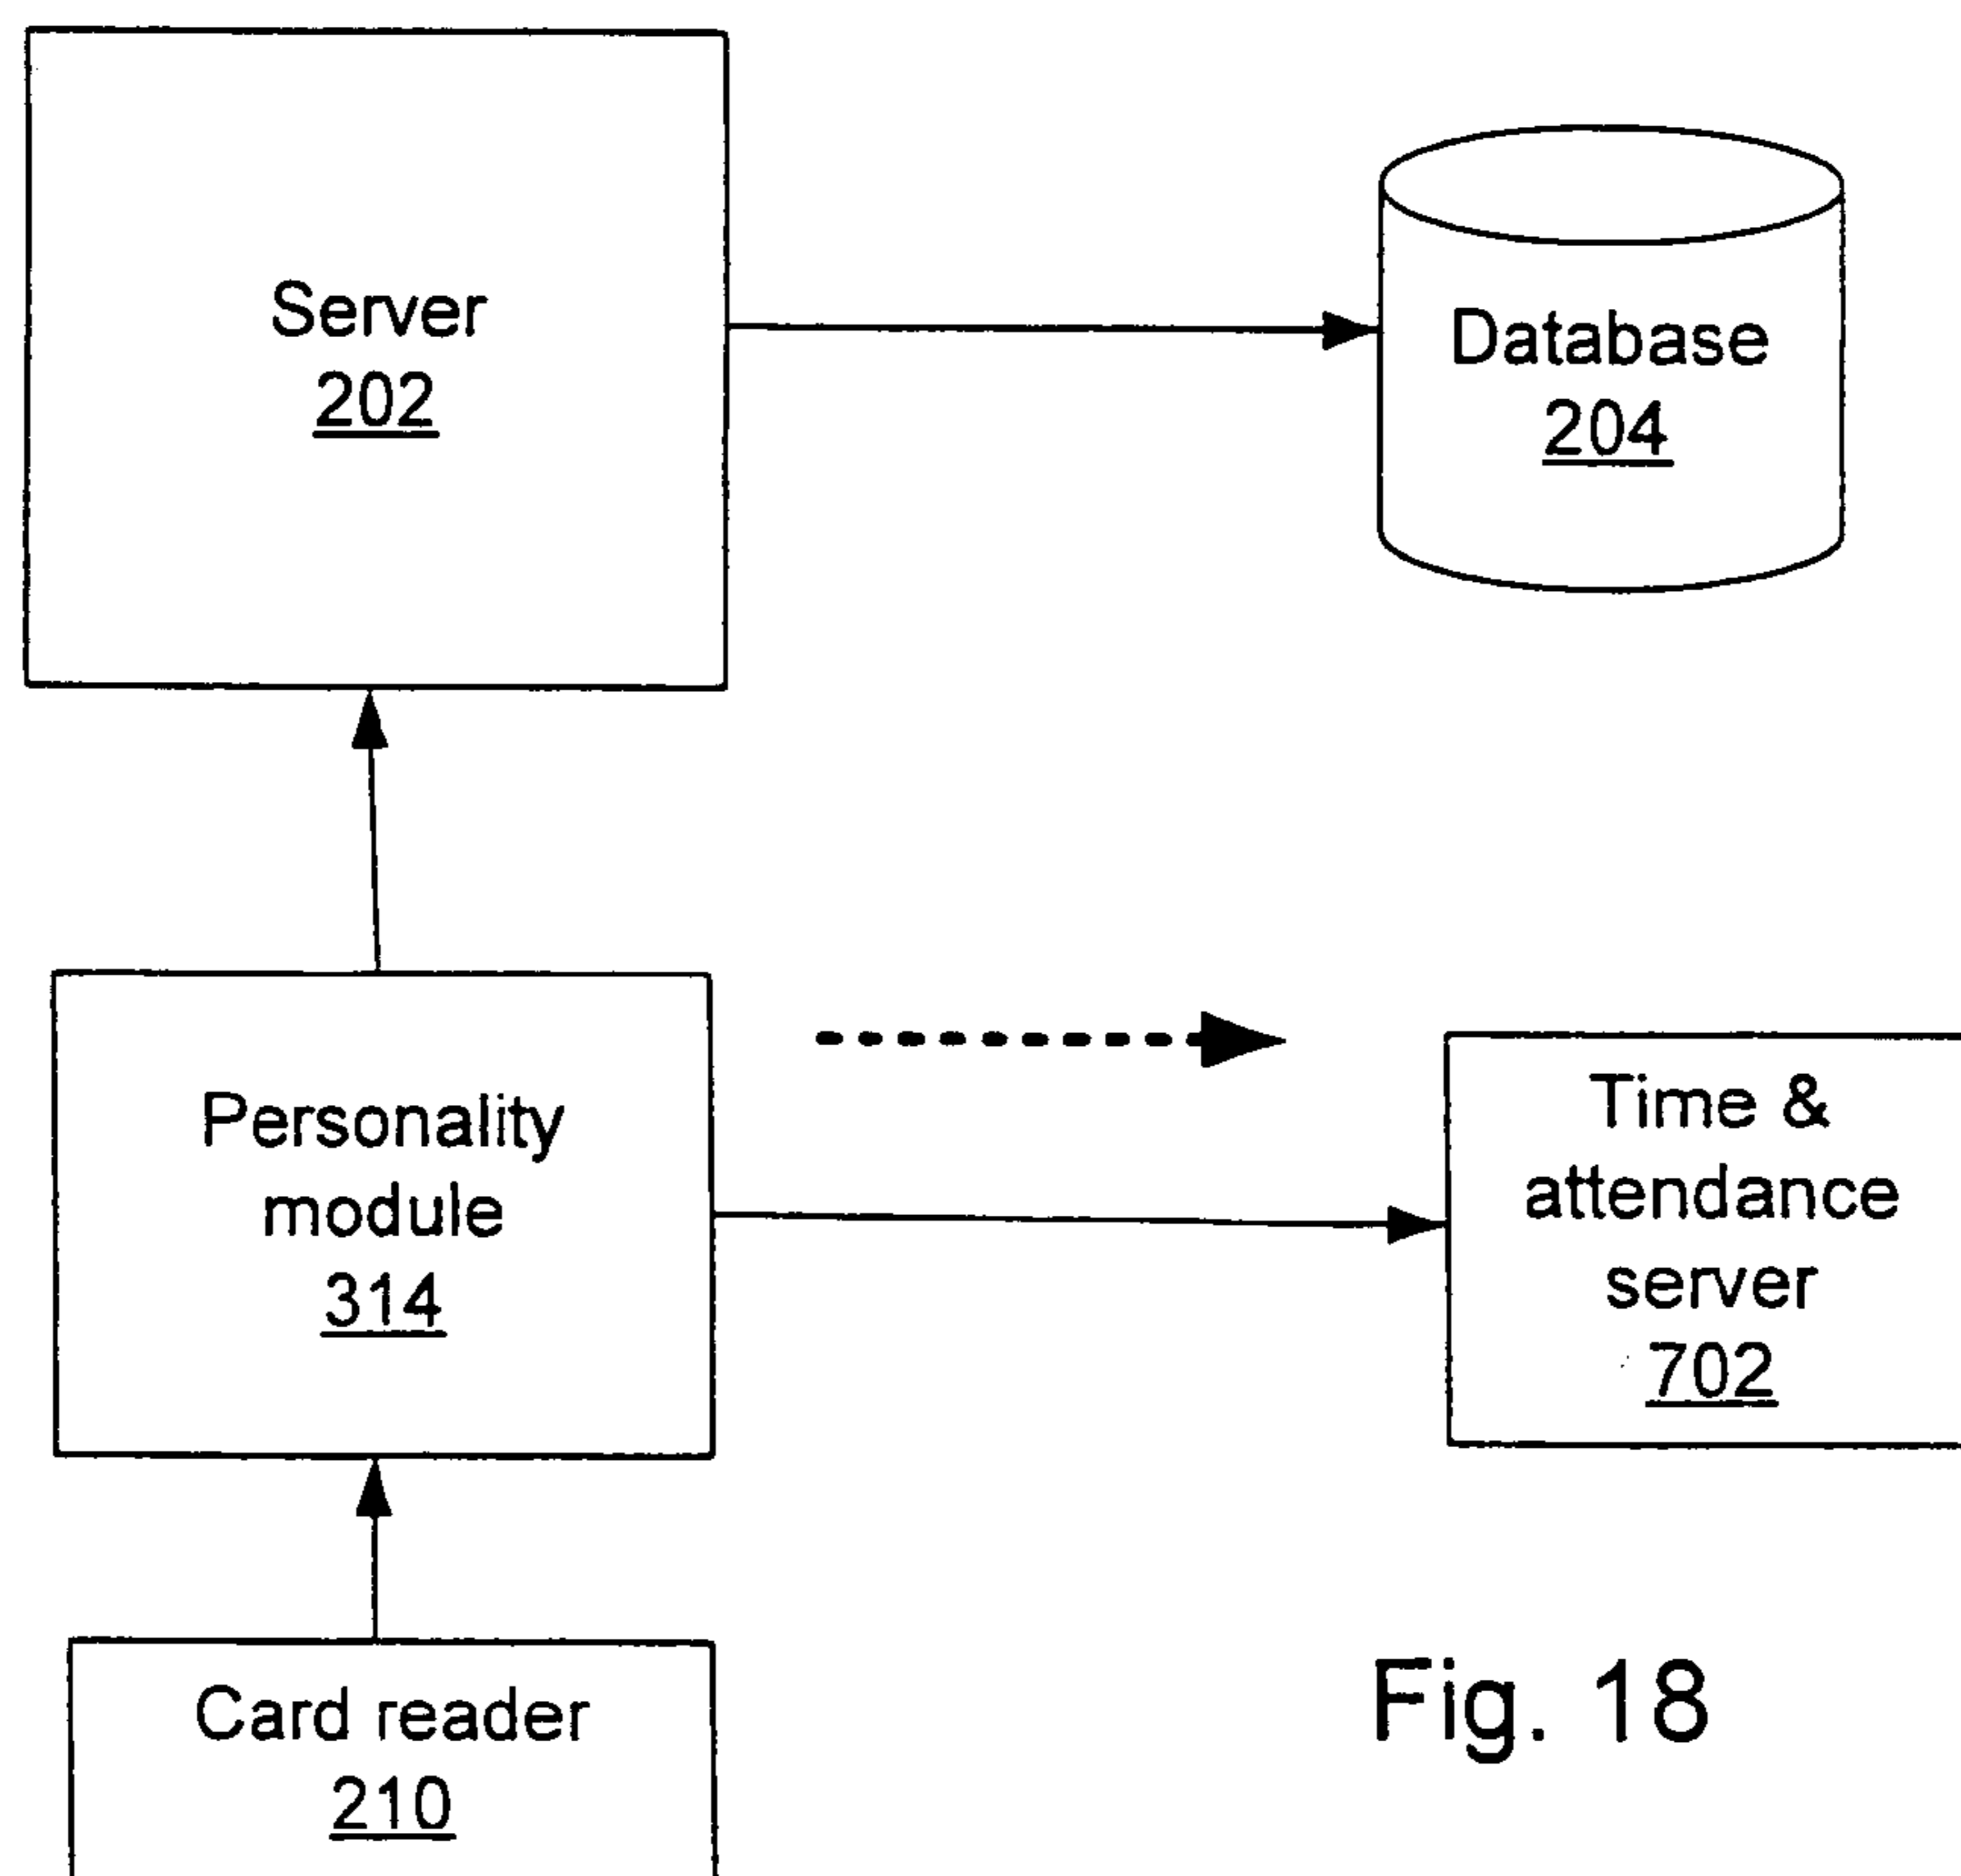 Server
202
Database
204
Personality
module
314
Time &
attendance
server
702
Card reader
210
Fig. 18